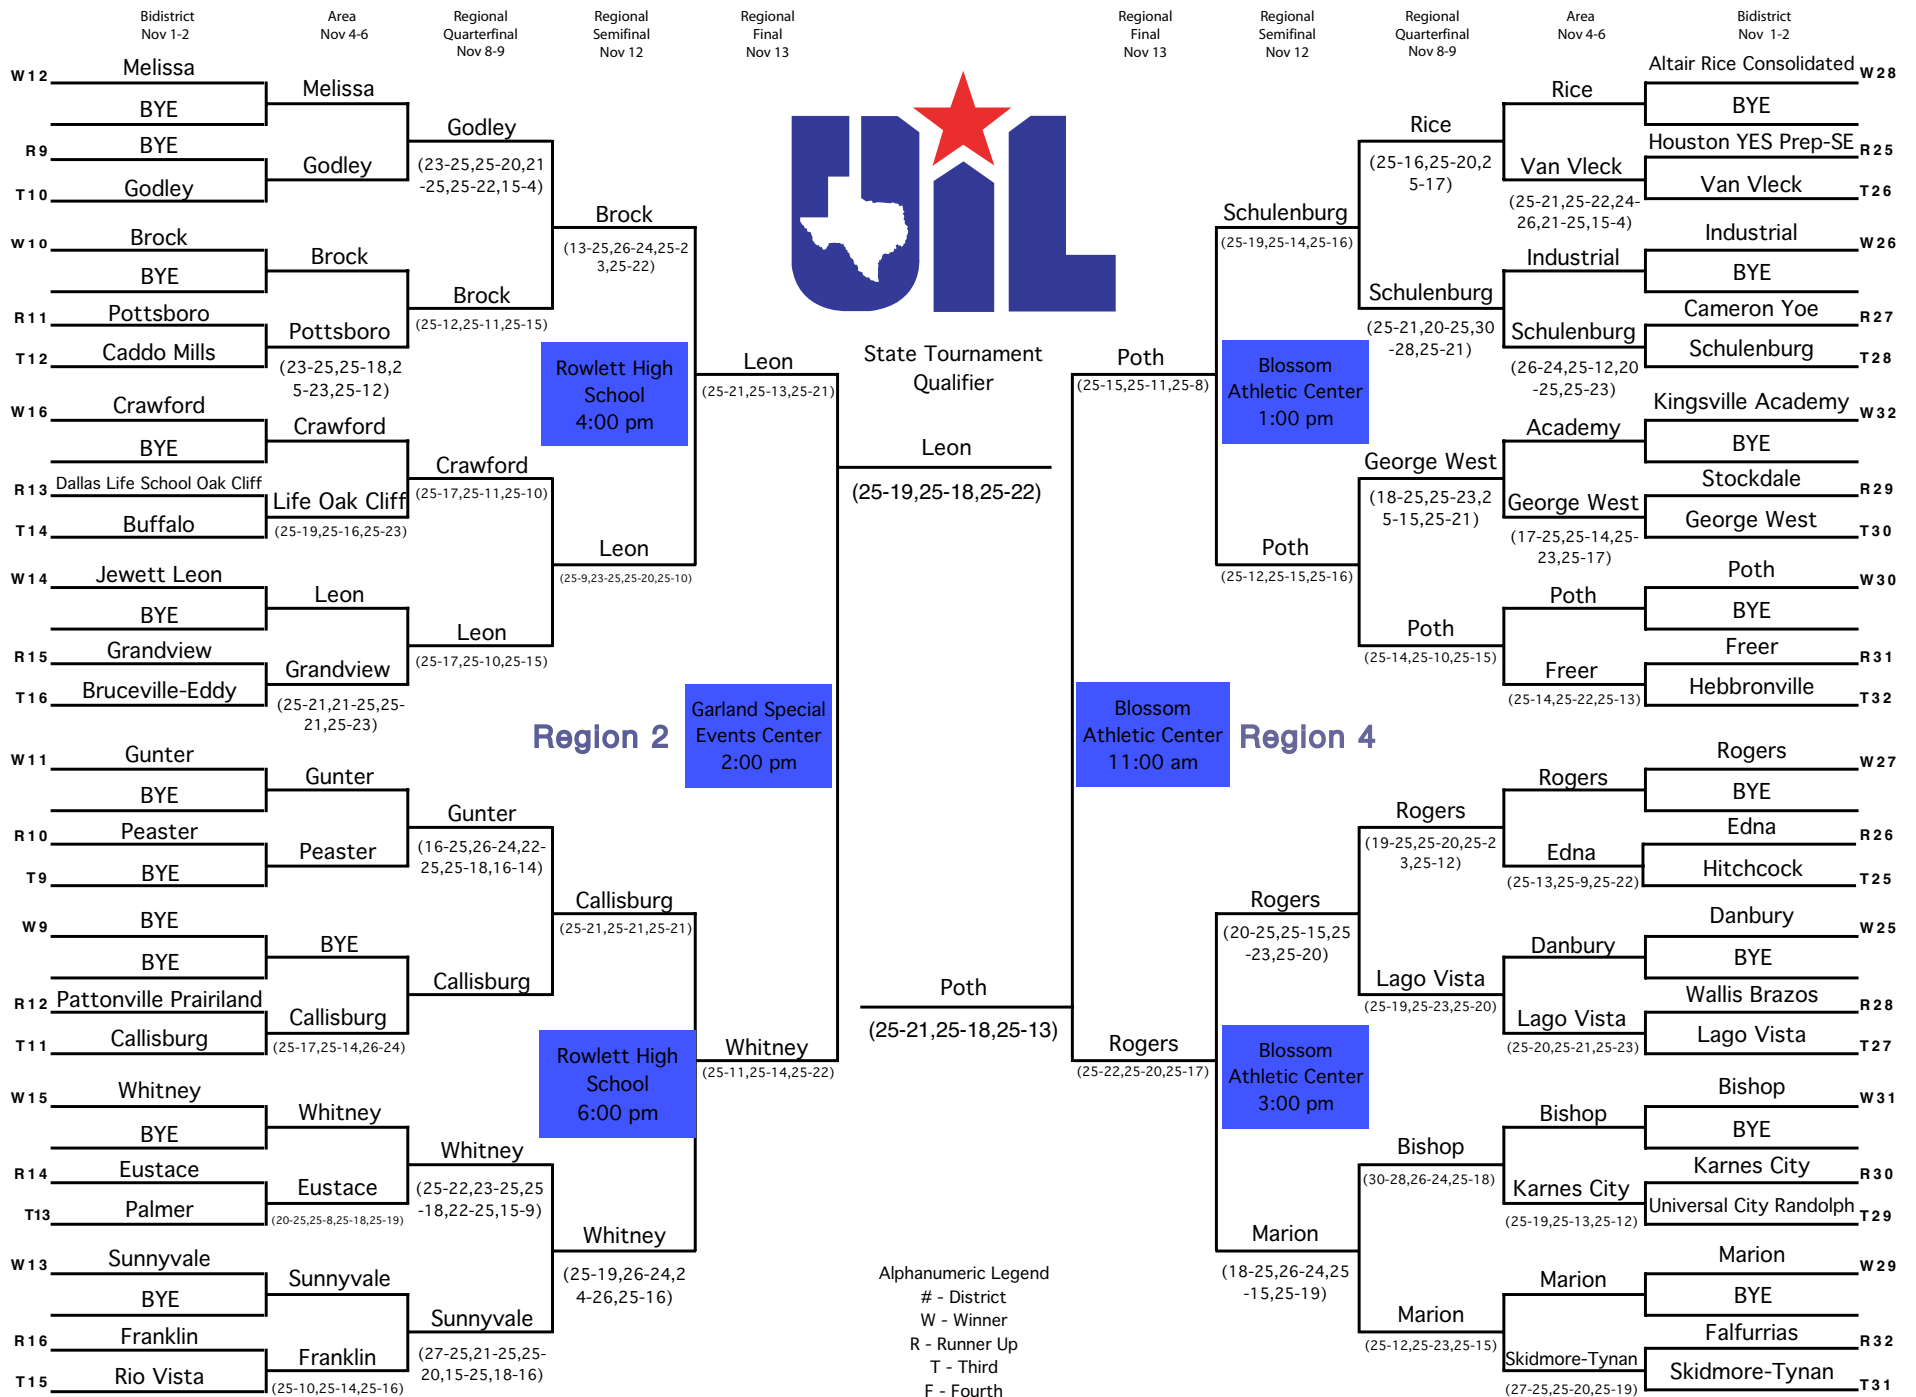 Bidistrict
Nov 1-2
Area
Nov 4-6
Regional
Quarterfinal
Nov 8-9
Regional
Semifinal
Nov 12
Regional
Final
Nov 13
Regional
Final
Nov 13
Regional
Semifinal
Nov 12
Regional
Quarterfinal
Nov 8-9
Area
Nov 4-6
Bidistrict
Nov 1-2
W12 Melissa
BYE
R9 BYE
T10 Godley
W10 Brock
BYE
R11 Pottsboro
T12 Caddo Mills
W16 Crawford
BYE
R13 Dallas Life School Oak Cliff
T14 Buffalo
W14 Jewett Leon
BYE
R15 Grandview
T16 Bruceville-Eddy
W11 Gunter
BYE
R10 Peaster
T9 BYE
W9 BYE
BYE
R12 Pattonville Prairiland
T11 Callisburg
W15 Whitney
BYE
R14 Eustace
T13 Palmer
W13 Sunnyvale
BYE
R16 Franklin
T15 Rio Vista
Melissa
Godley
Brock
Pottsboro
(23-25,25-18,2
5-23,25-12)
Crawford
Life Oak Cliff
(25-19,25-16,25-23)
Leon
Grandview
(25-21,21-25,25-
21,25-23)
Gunter
Peaster
BYE
Callisburg
(25-17,25-14,26-24)
Whitney
Eustace
(20-25,25-8,25-18,25-19)
Sunnyvale
Franklin
(25-10,25-14,25-16)
Godley
(23-25,25-20,21
-25,25-22,15-4)
Brock
(25-12,25-11,25-15)
Crawford
(25-17,25-11,25-10)
Leon
(25-17,25-10,25-15)
Gunter
(16-25,26-24,22-
25,25-18,16-14)
Callisburg
Whitney
(25-22,23-25,25
-18,22-25,15-9)
Sunnyvale
(27-25,21-25,25-
20,15-25,18-16)
Brock
(13-25,26-24,25-2
3,25-22)
Rowlett High
School
4:00 pm
Leon
(25-9,23-25,25-20,25-10)
Region 2
Callisburg
(25-21,25-21,25-21)
Rowlett High
School
6:00 pm
Whitney
(25-19,26-24,2
4-26,25-16)
Leon
(25-21,25-13,25-21)
Garland Special
Events Center
2:00 pm
Whitney
(25-11,25-14,25-22)
UIL
State Tournament
Qualifier
Leon
(25-19,25-18,25-22)
Poth
(25-21,25-18,25-13)
Alphanumeric Legend
# - District
W - Winner
R - Runner Up
T - Third
F - Fourth
Poth
(25-15,25-11,25-8)
Blossom
Athletic Center
11:00 am
Rogers
(25-22,25-20,25-17)
Schulenburg
(25-19,25-14,25-16)
Blossom
Athletic Center
1:00 pm
Poth
(25-12,25-15,25-16)
Region 4
Rogers
(20-25,25-15,25
-23,25-20)
Blossom
Athletic Center
3:00 pm
Marion
(18-25,26-24,25
-15,25-19)
Rice
(25-16,25-20,2
5-17)
Schulenburg
(25-21,20-25,30
-28,25-21)
George West
(18-25,25-23,2
5-15,25-21)
Poth
(25-14,25-10,25-15)
Rogers
(19-25,25-20,25-2
3,25-12)
Lago Vista
(25-19,25-23,25-20)
Bishop
(30-28,26-24,25-18)
Marion
(25-12,25-23,25-15)
Rice
Van Vleck
(25-21,25-22,24-
26,21-25,15-4)
Industrial
Schulenburg
(26-24,25-12,20
-25,25-23)
Academy
George West
(17-25,25-14,25-
23,25-17)
Poth
Freer
(25-14,25-22,25-13)
Rogers
Edna
(25-13,25-9,25-22)
Danbury
Lago Vista
(25-20,25-21,25-23)
Bishop
Karnes City
(25-19,25-13,25-12)
Marion
Skidmore-Tynan
(27-25,25-20,25-19)
Altair Rice Consolidated W28
BYE
Houston YES Prep-SE R25
Van Vleck T26
Industrial W26
BYE
Cameron Yoe R27
Schulenburg T28
Kingsville Academy W32
BYE
Stockdale R29
George West T30
Poth W30
BYE
Freer R31
Hebbronville T32
Rogers W27
BYE
Edna R26
Hitchcock T25
Danbury W25
BYE
Wallis Brazos R28
Lago Vista T27
Bishop W31
BYE
Karnes City R30
Universal City Randolph T29
Marion W29
BYE
Falfurrias R32
Skidmore-Tynan T31